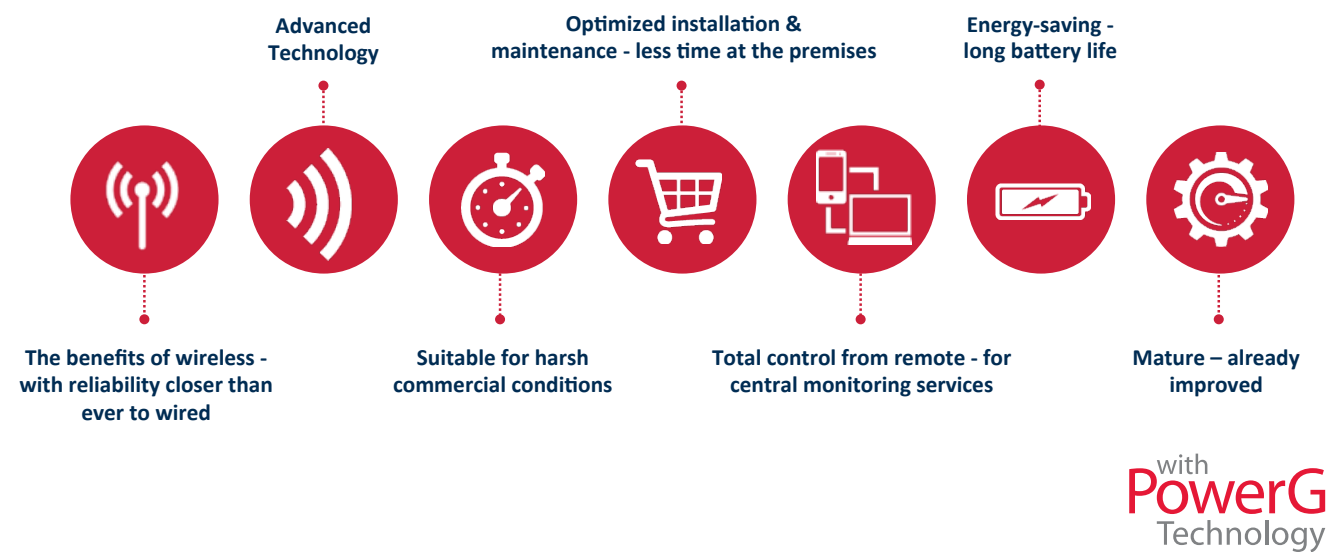 Advanced
Technology
Optimized installation &
maintenance - less time at the premises
Energy-saving -
long battery life
The benefits of wireless -
with reliability closer than
ever to wired
Suitable for harsh
commercial conditions
Total control from remote - for
central monitoring services
Mature – already
improved
with
PowerG
Technology